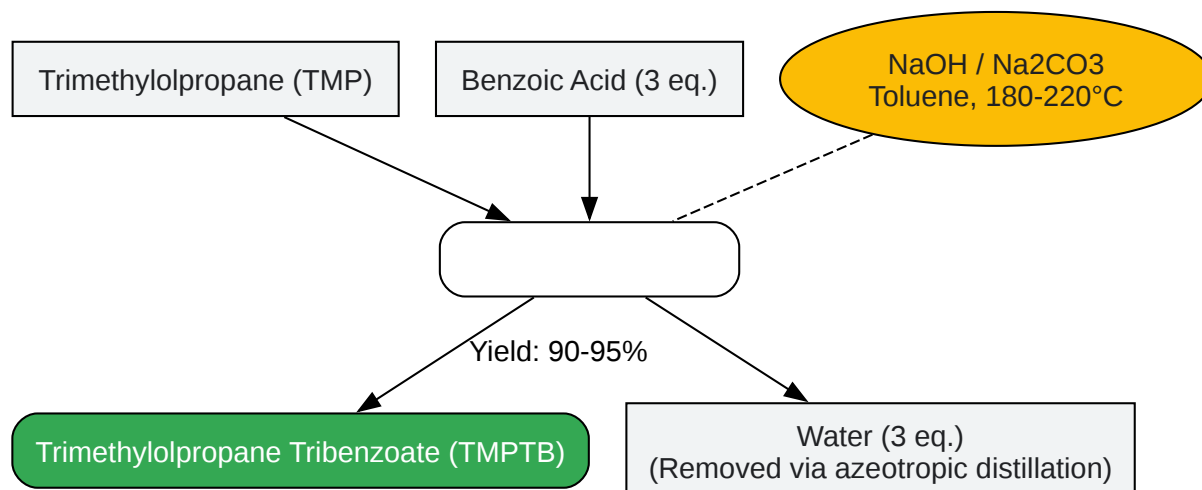 Trimethylolpropane (TMP)
Benzoic Acid (3 eq.)
NaOH / Na2CO3
Toluene, 180-220°C
Yield: 90-95%
Trimethylolpropane Tribenzoate (TMPTB)
Water (3 eq.)
(Removed via azeotropic distillation)